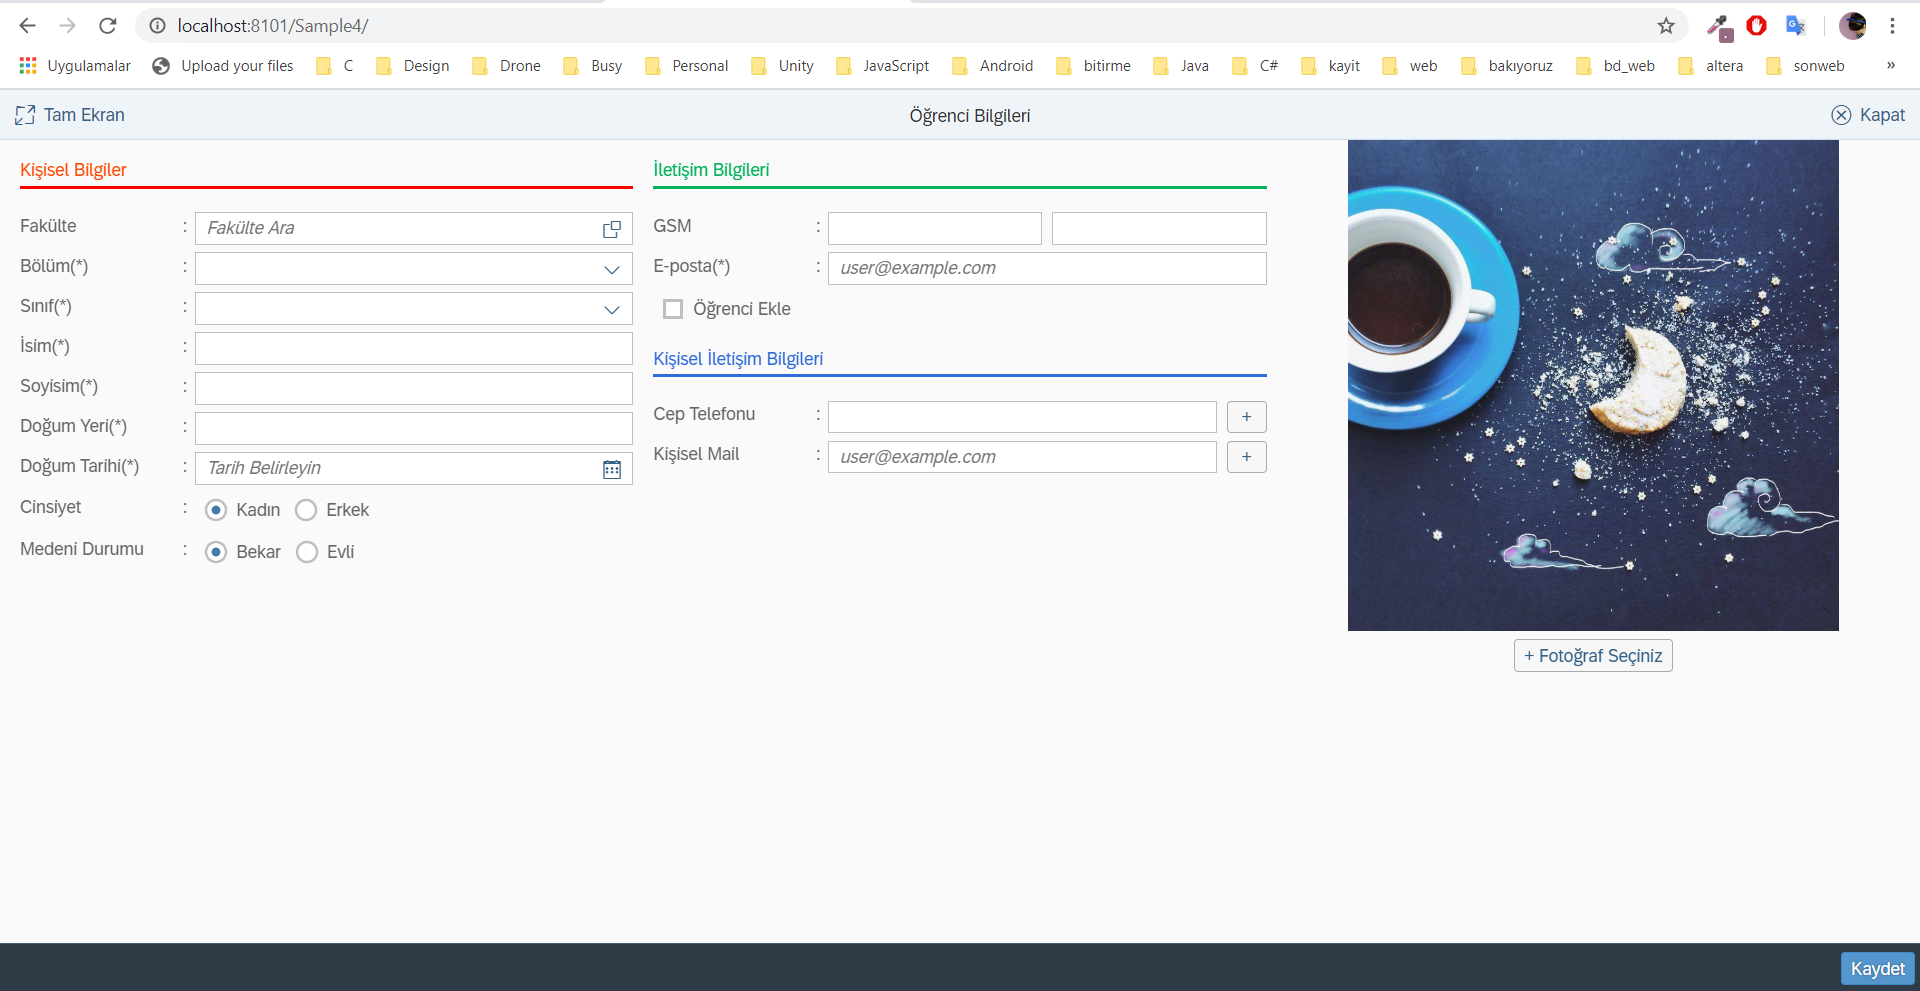 localhost:8101/Sample4/
Uygulamalar Upload your files C Design Drone Busy Personal Unity JavaScript Android bitirme Java C# kayit web bakıyoruz bd_web altera sonweb »
Tam Ekran Öğrenci Bilgileri Kapat
Kişisel Bilgiler
Fakülte : Fakülte Ara
Bölüm(*) :
Sınıf(*) :
İsim(*) :
Soyisim(*) :
Doğum Yeri(*) :
Doğum Tarihi(*) : Tarih Belirleyin
Cinsiyet : Kadın Erkek
Medeni Durumu : Bekar Evli
İletişim Bilgileri
GSM :
E-posta(*) : user@example.com
Öğrenci Ekle
Kişisel İletişim Bilgileri
Cep Telefonu : +
Kişisel Mail : user@example.com +
+ Fotoğraf Seçiniz
Kaydet